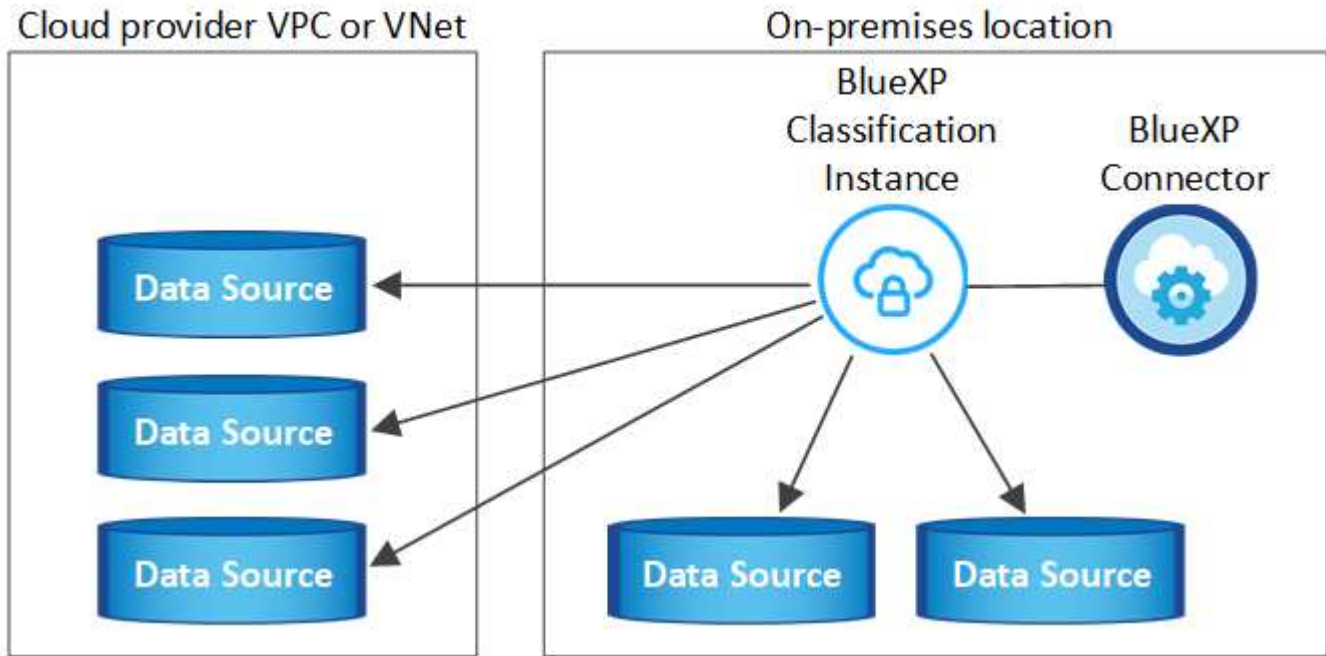 Cloud provider VPC or VNet
On-premises location
BlueXP
Classification
Instance
BlueXP
Connector
Data Source
Data Source
Data Source
Data Source
Data Source